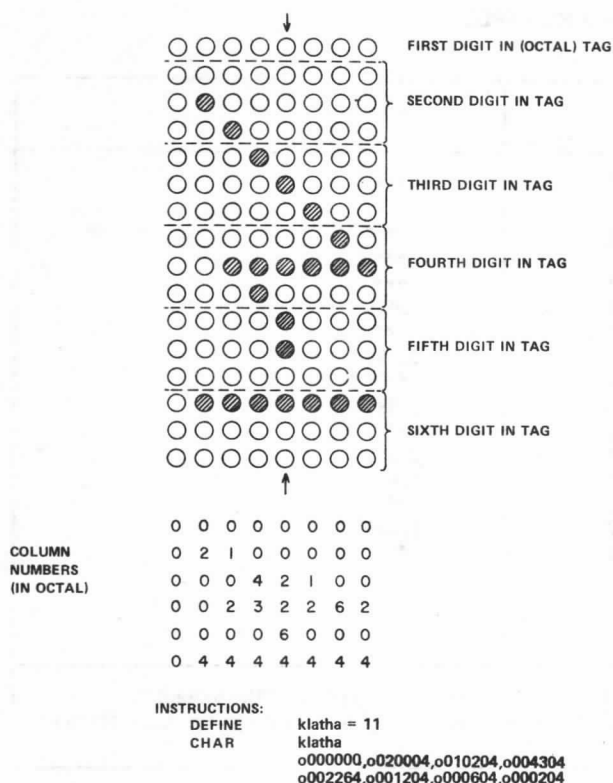 FIRST DIGIT IN (OCTAL) TAG
SECOND DIGIT IN TAG
THIRD DIGIT IN TAG
FOURTH DIGIT IN TAG
FIFTH DIGIT IN TAG
SIXTH DIGIT IN TAG
COLUMN
NUMBERS
(IN OCTAL)
0 0 0 0 0 0 0 0
0 2 1 0 0 0 0 0
0 0 0 4 2 1 0 0
0 0 2 3 2 2 6 2
0 0 0 0 6 0 0 0
0 4 4 4 4 4 4 4
INSTRUCTIONS:
DEFINE klatha = 11
CHAR klatha
o000000,o020004,o010204,o004304
o002264,o001204,o000604,o000204